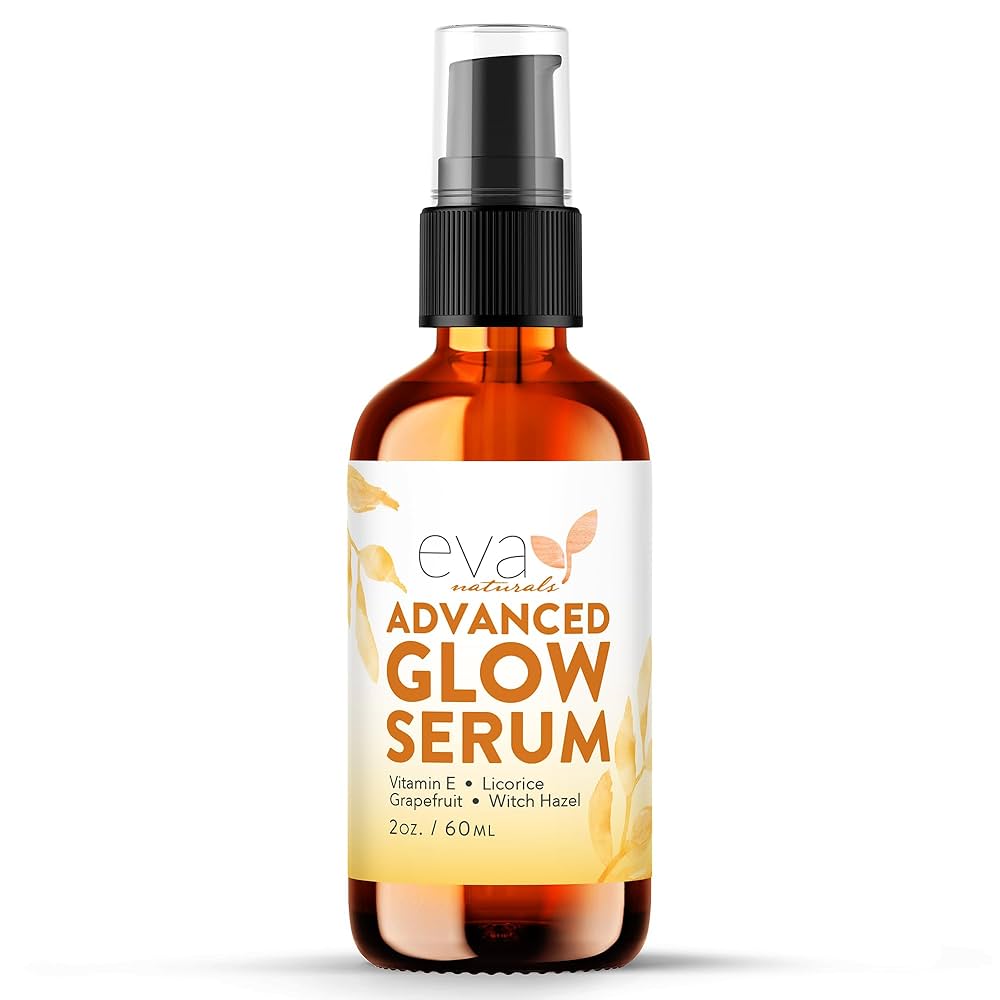 eva
naturals
ADVANCED
GLOW
SERUM
Vitamin E • Licorice
Grapefruit • Witch Hazel
2OZ. / 60ML